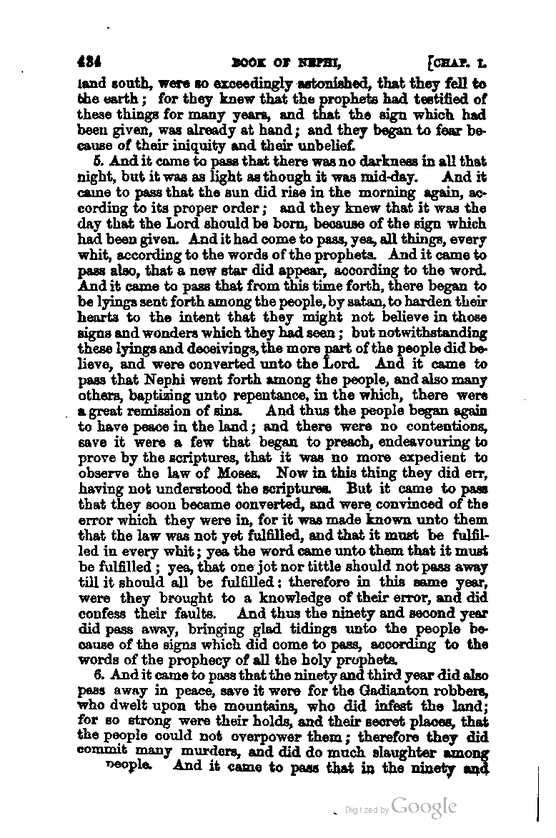 434 BOOK OF NEPHI, [CHAP. I.
land south, were so exceedingly astonished, that they fell to
the earth; for they knew that the prophets had testified of
these things for many years, and that the sign which had
been given, was already at hand; and they began to fear be-
cause of their iniquity and their unbelief.
5. And it came to pass that there was no darkness in all that
night, but it was as light as though it was mid-day. And it
came to pass that the sun did rise in the morning again, ac-
cording to its proper order; and they knew that it was the
day that the Lord should be born, because of the sign which
had been given. And it had come to pass, yea, all things, every
whit, according to the words of the prophets. And it came to
pass also, that a new star did appear, according to the word.
And it came to pass that from this time forth, there began to
be lyings sent forth among the people, by satan, to harden their
hearts to the intent that they might not believe in those
signs and wonders which they had seen; but notwithstanding
these lyings and deceivings, the more part of the people did be-
lieve, and were converted unto the Lord. And it came to
pass that Nephi went forth among the people, and also many
others, baptizing unto repentance, in the which, there were
a great remission of sins. And thus the people began again
to have peace in the land; and there were no contentions,
save it were a few that began to preach, endeavouring to
prove by the scriptures, that it was no more expedient to
observe the law of Moses. Now in this thing they did err,
having not understood the scriptures. But it came to pass
that they soon became converted, and were convinced of the
error which they were in, for it was made known unto them
that the law was not yet fulfilled, and that it must be fulfil-
led in every whit; yea the word came unto them that it must
be fulfilled; yea, that one jot nor tittle should not pass away
till it should all be fulfilled: therefore in this same year,
were they brought to a knowledge of their error, and did
confess their faults. And thus the ninety and second year
did pass away, bringing glad tidings unto the people be-
cause of the signs which did come to pass, according to the
words of the prophecy of all the holy prophets.
6. And it came to pass that the ninety and third year did also
pass away in peace, save it were for the Gadianton robbers,
who dwelt upon the mountains, who did infest the land;
for so strong were their holds, and their secret places, that
the people could not overpower them; therefore they did
commit many murders, and did do much slaughter among
people. And it came to pass that in the ninety and
Digitized by Google